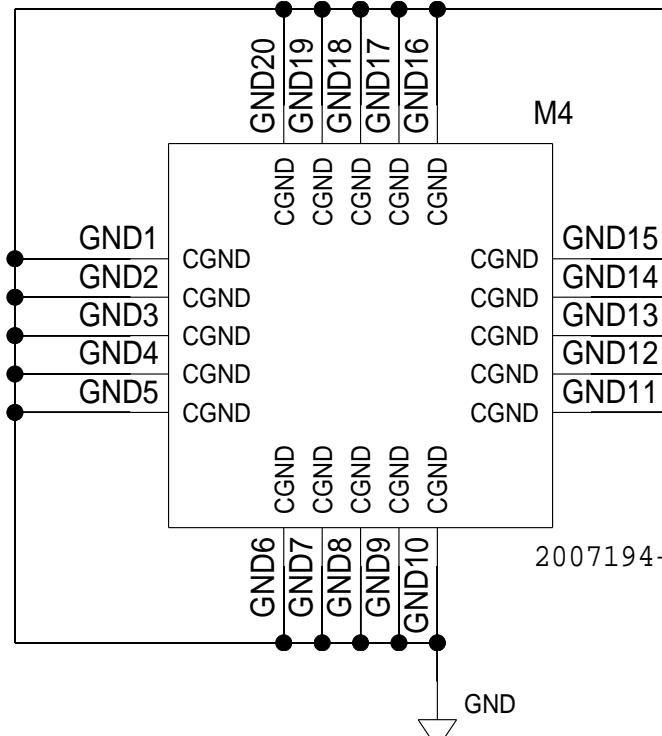 GND20
GND19
GND18
GND17
GND16
M4
CGND
CGND
CGND
CGND
CGND
GND1
CGND
CGND
GND15
GND2
CGND
CGND
GND14
GND3
CGND
CGND
GND13
GND4
CGND
CGND
GND12
GND5
CGND
CGND
GND11
CGND
CGND
CGND
CGND
CGND
GND6
GND7
GND8
GND9
GND10
2007194-
GND